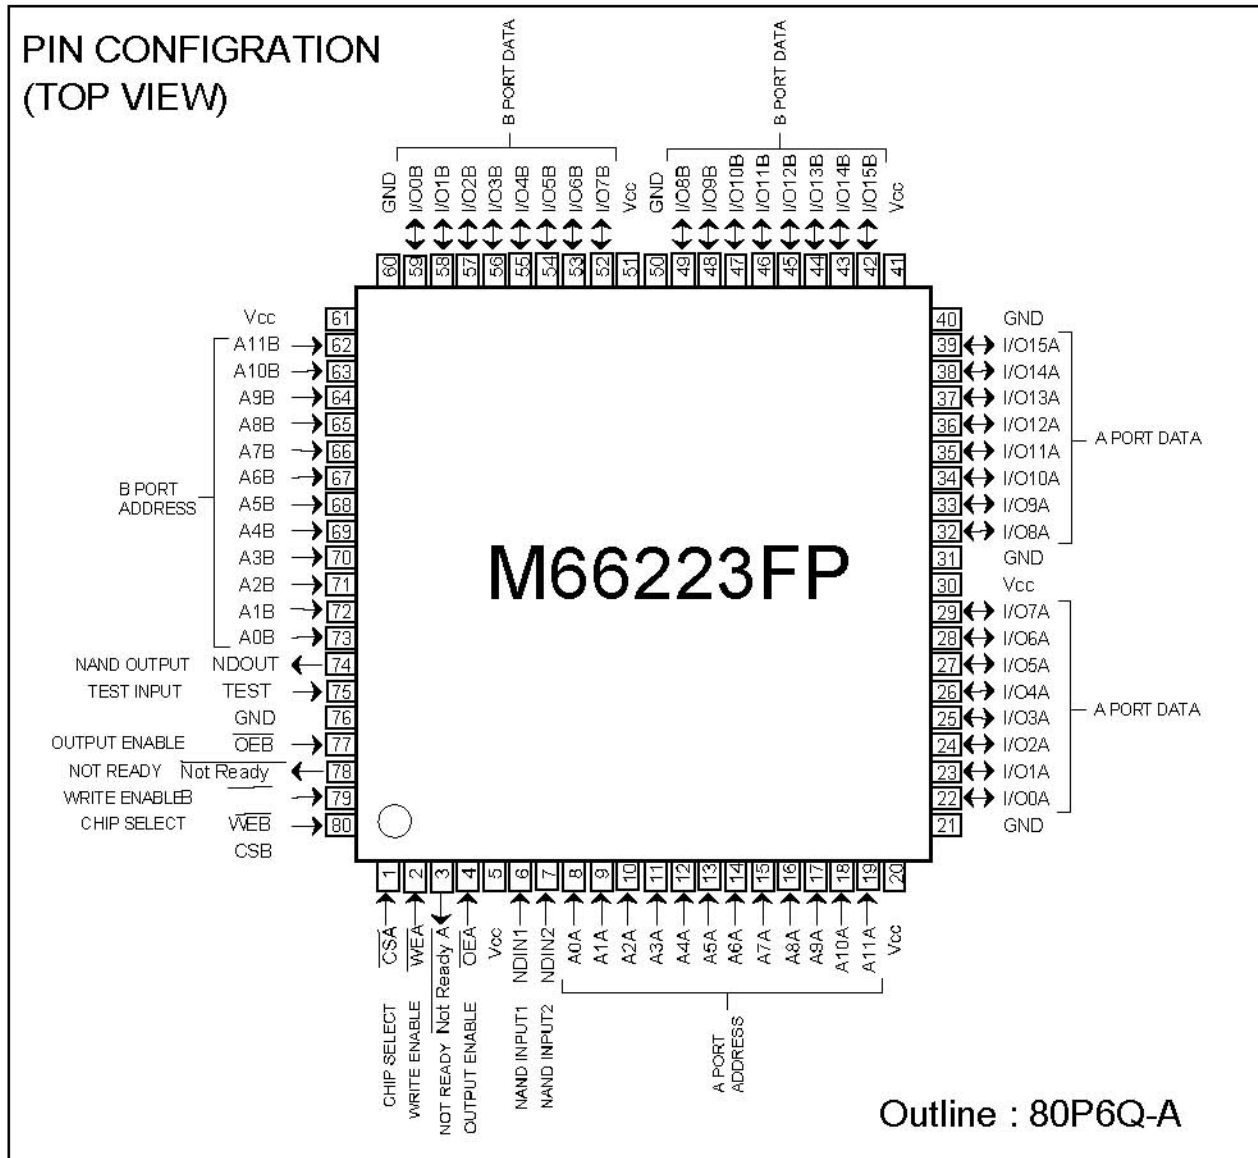 PIN CONFIGRATION
(TOP VIEW)
B PORT DATA
B PORT DATA
GND
I/O0B
I/O1B
I/O2B
I/O3B
I/O4B
I/O5B
I/O6B
I/O7B
Vcc
GND
I/O8B
I/O9B
I/O10B
I/O11B
I/O12B
I/O13B
I/O14B
I/O15B
Vcc
60 59 58 57 56 55 54 53 52 51 50 49 48 47 46 45 44 43 42 41
Vcc 61
A11B 62
A10B 63
A9B 64
A8B 65
A7B 66
A6B 67
B PORT
ADDRESS
A5B 68
A4B 69
A3B 70
A2B 71
A1B 72
A0B 73
NAND OUTPUT NDOUT 74
TEST INPUT TEST 75
GND 76
OUTPUT ENABLE OEB 77
NOT READY Not Ready 78
WRITE ENABLEB 79
CHIP SELECT WEB 80
CSB
M66223FP
40 GND
39 I/O15A
38 I/O14A
37 I/O13A
36 I/O12A
35 I/O11A
34 I/O10A
33 I/O9A
32 I/O8A
A PORT DATA
31 GND
30 Vcc
29 I/O7A
28 I/O6A
27 I/O5A
26 I/O4A
25 I/O3A
24 I/O2A
23 I/O1A
22 I/O0A
A PORT DATA
21 GND
1 2 3 4 5 6 7 8 9 10 11 12 13 14 15 16 17 18 19 20
CSA
WEA
Not Ready A
OEA
Vcc
NDIN1
NDIN2
A0A
A1A
A2A
A3A
A4A
A5A
A6A
A7A
A8A
A9A
A10A
A11A
Vcc
CHIP SELECT
WRITE ENABLE
NOT READY
OUTPUT ENABLE
NAND INPUT1
NAND INPUT2
A PORT
ADDRESS
Outline : 80P6Q-A